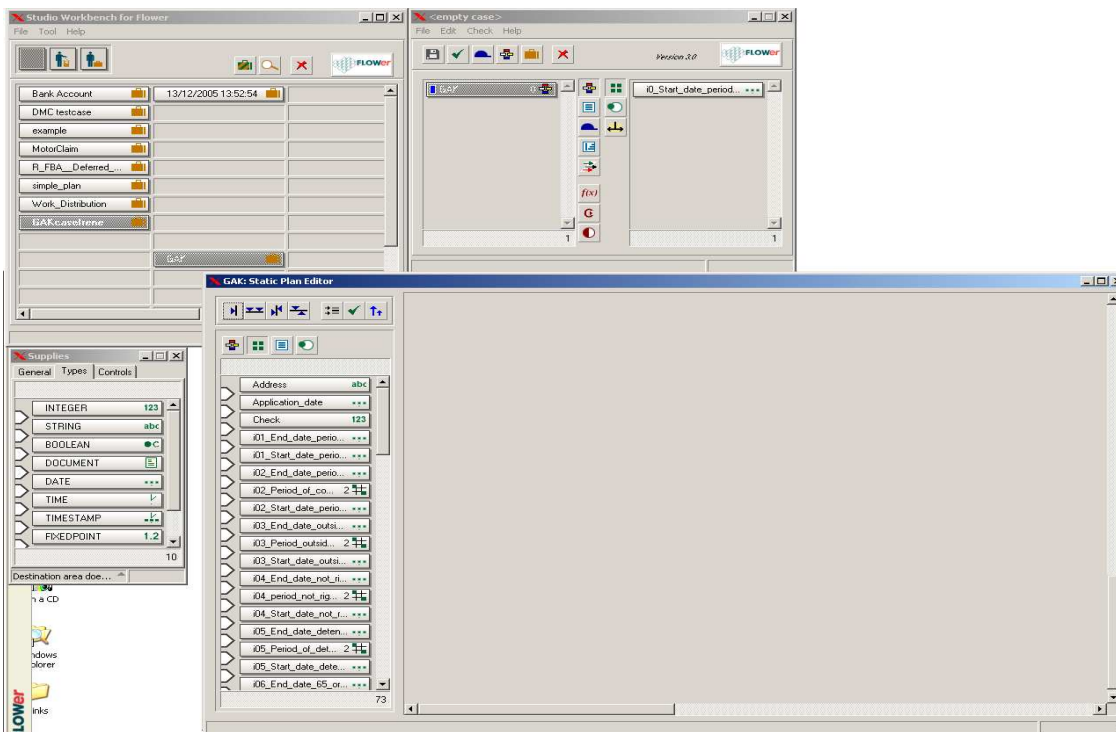 Studio Workbench for Flower
File Tool Help
FLOWer
Bank Account
13/12/2005 13:52:54
DMC testcase
example
MotorClaim
R_FBA__Deferred_...
simple_plan
Work_Distribution
GAKcaseIrene
GAK
<empty case>
File Edit Check Help
Version 3.0
FLOWer
GAK 0
i0_Start_date_period...
f(x)
1
1
GAK: Static Plan Editor
Address abc
Application_date
Check 123
i01_End_date_perio...
i01_Start_date_perio...
i02_End_date_perio...
i02_Period_of_co... 2
i02_Start_date_perio...
i03_End_date_outsi...
i03_Period_outsid... 2
i03_Start_date_outsi...
i04_End_date_not_ri...
i04_period_not_rig... 2
i04_Start_date_not_r...
i05_End_date_deten...
i05_Period_of_det... 2
i05_Start_date_dete...
i06_End_date_65_or...
73
Supplies
General Types Controls
INTEGER 123
STRING abc
BOOLEAN
DOCUMENT
DATE
TIME
TIMESTAMP
FIXEDPOINT 1.2
10
Destination area doe...
a CD
ndows
plorer
inks
LOWer